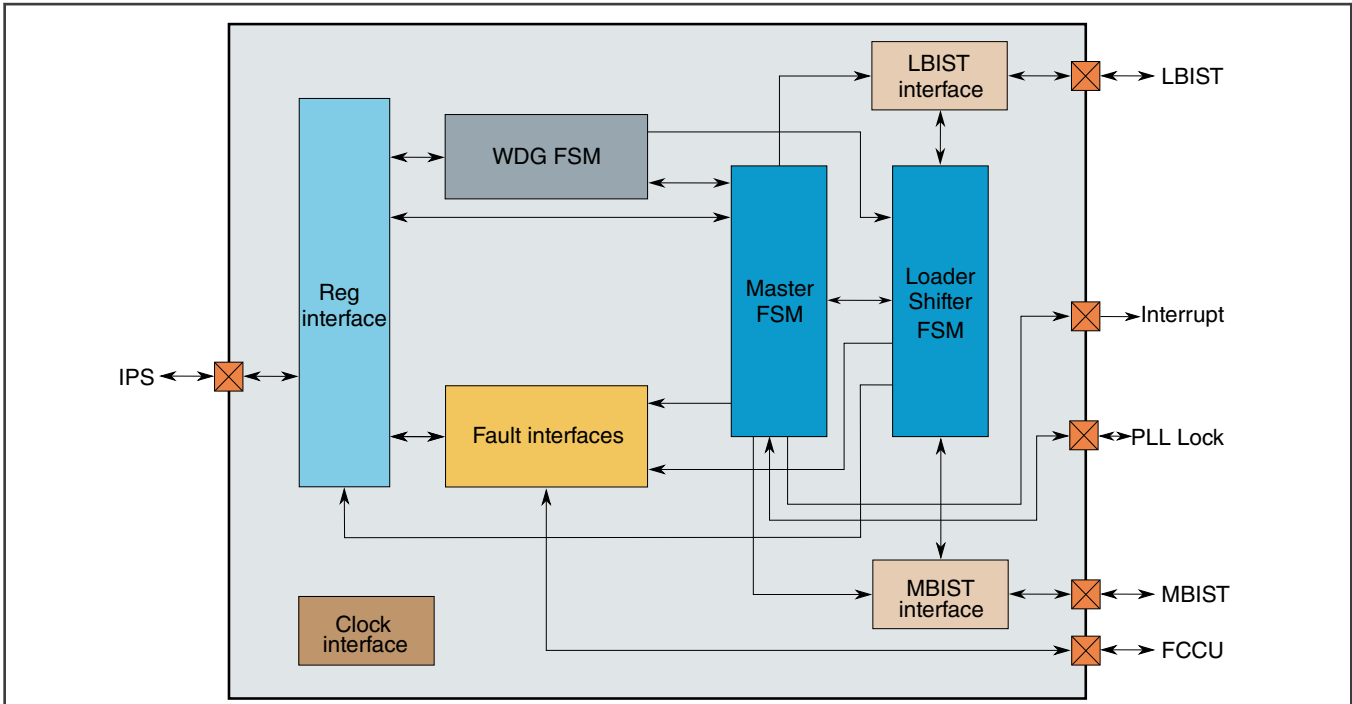 LBIST
interface
LBIST
WDG FSM
Reg
interface
Master
FSM
Loader
Shifter
FSM
Interrupt
IPS
Fault interfaces
PLL Lock
MBIST
interface
MBIST
Clock
interface
FCCU